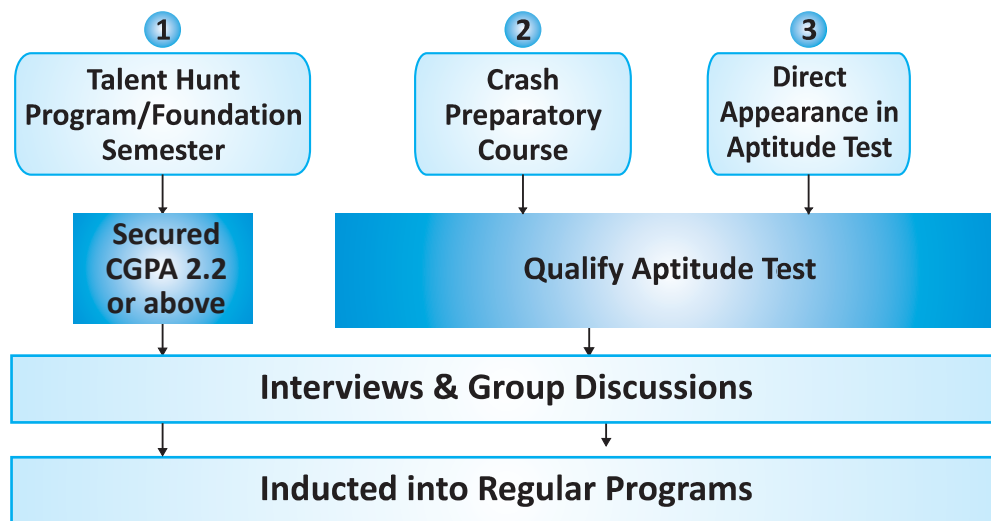 1
Talent Hunt
Program/Foundation
Semester
2
Crash
Preparatory
Course
3
Direct
Appearance in
Aptitude Test
Secured
CGPA 2.2
or above
Qualify Aptitude Test
Interviews & Group Discussions
Inducted into Regular Programs